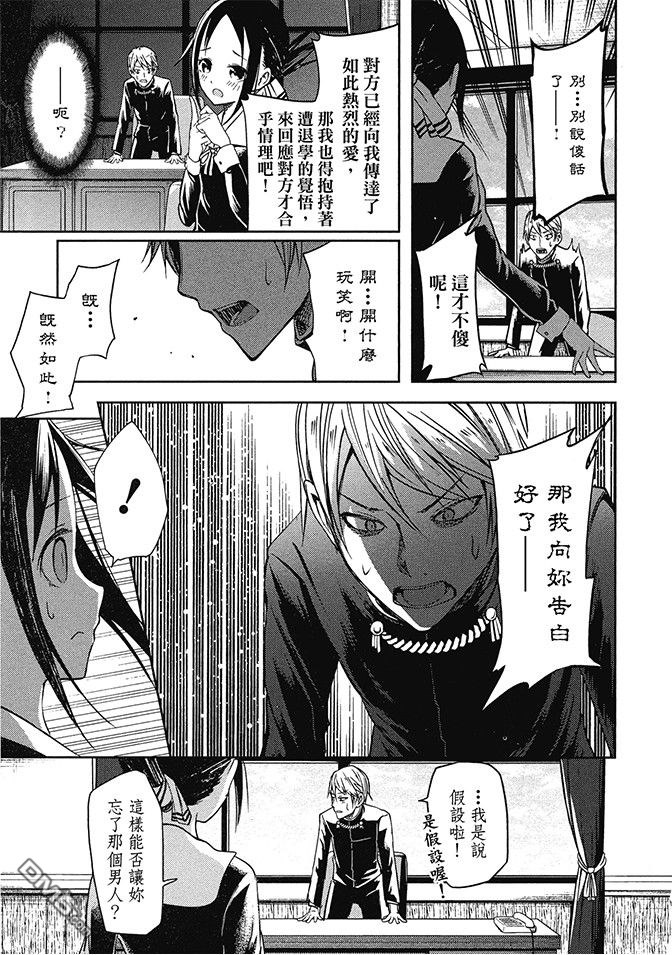 別…別說傻話
了——！
這才不傻
呢！
對方已經向我傳達了
如此熱烈的愛，
那我也得抱持著
遭退學的覺悟，
來回應對方才合
乎情理吧！
——呃？
開…開什麼
玩笑啊！
既…
既然如此！
那我向妳告白
好了——
！
…我是說
假設啦！
是假設喔！
這樣能否讓妳
忘了那個男人？